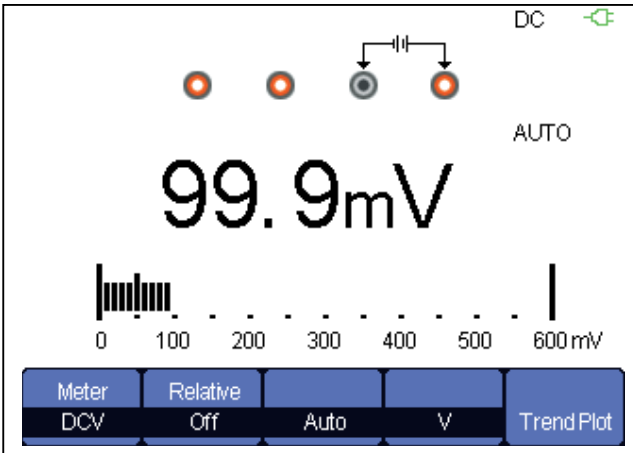 DC
AUTO
99.9mV
0 100 200 300 400 500 600 mV
Meter Relative
DCV Off Auto V Trend Plot